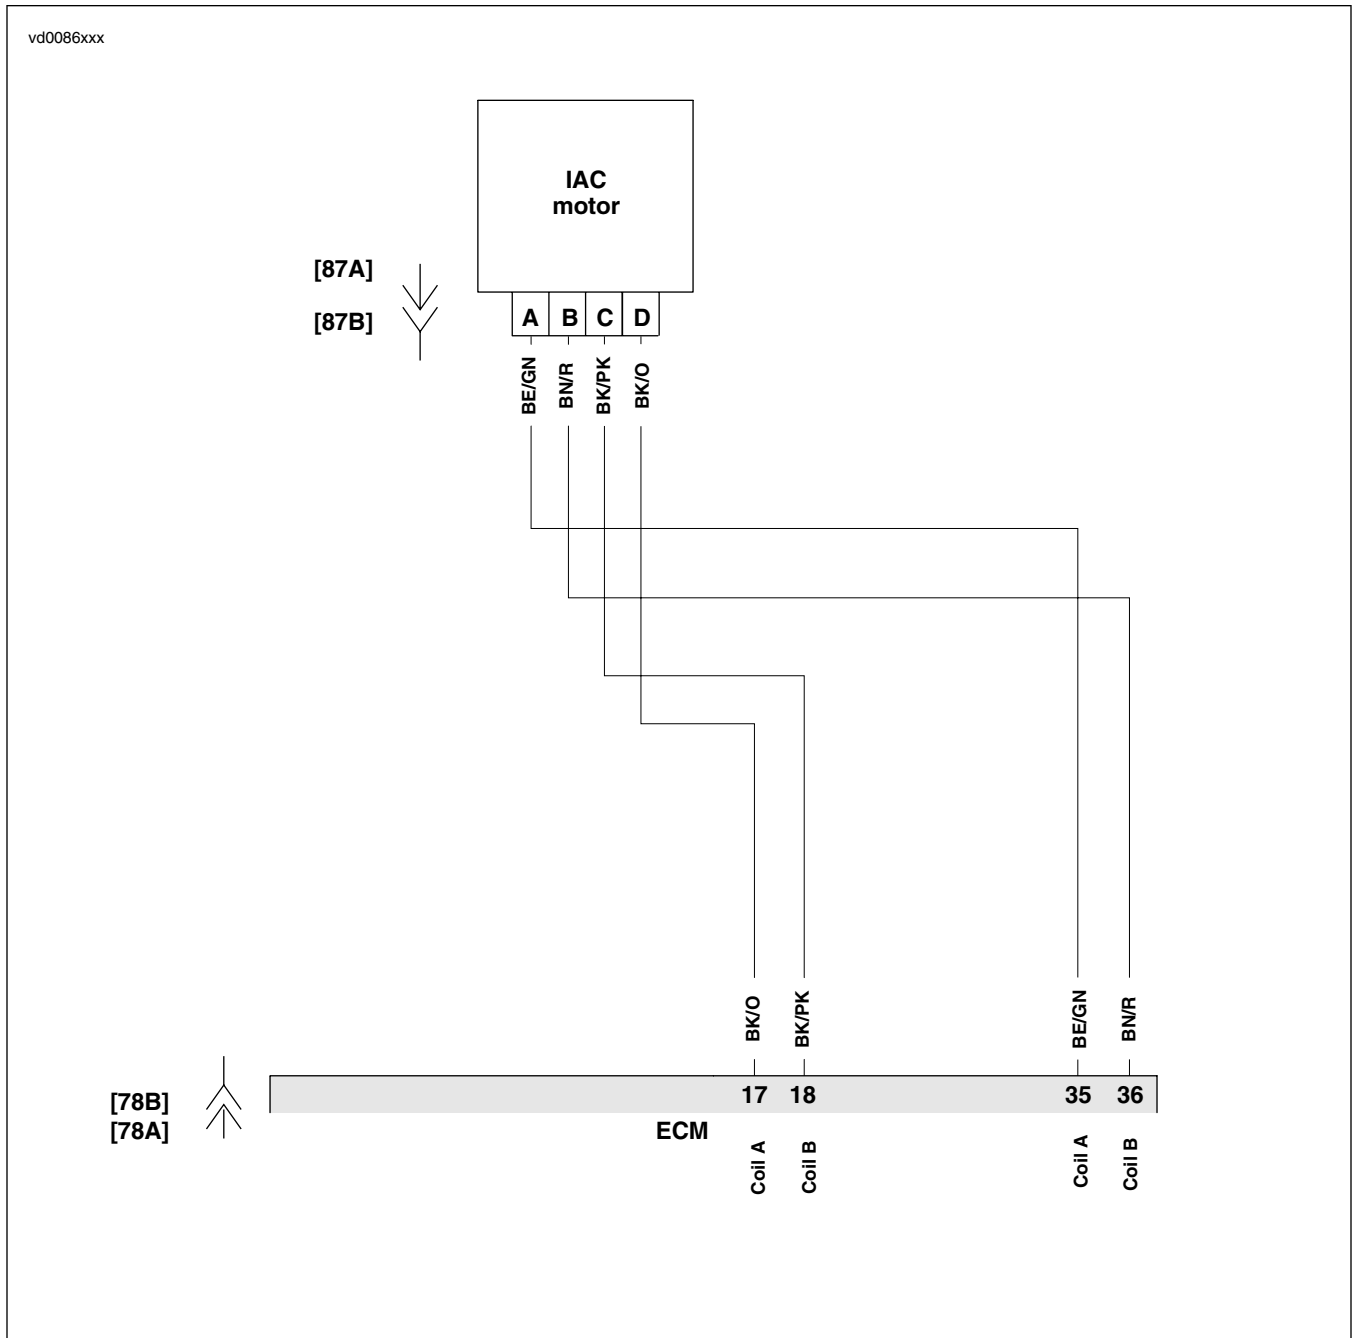 vd0086xxx
IAC
motor
[87A]
[87B]
A B C D
BE/GN BN/R BK/PK BK/O
BK/O BK/PK BE/GN BN/R
[78B]
[78A]
17 18 35 36
ECM
Coil A Coil B Coil A Coil B